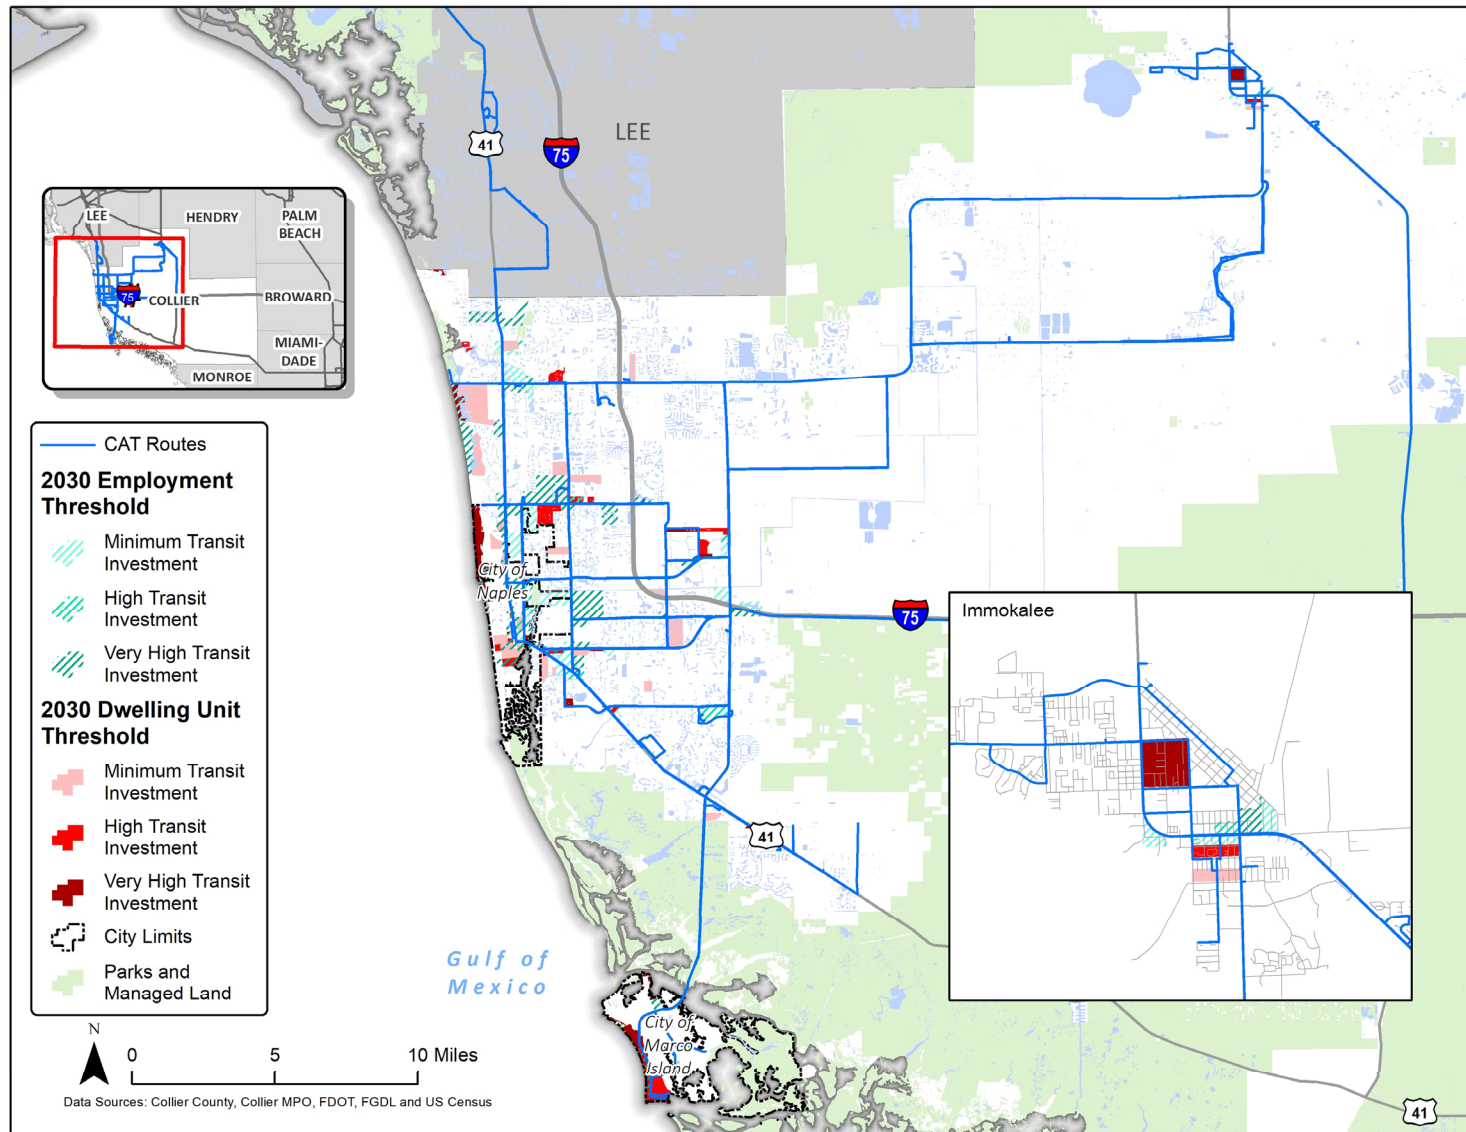 41
75
LEE
LEE
HENDRY
PALM
BEACH
75
COLLIER
BROWARD
MIAMI-
DADE
MONROE
CAT Routes
2030 Employment
Threshold
Minimum Transit
Investment
High Transit
Investment
Very High Transit
Investment
2030 Dwelling Unit
Threshold
Minimum Transit
Investment
High Transit
Investment
Very High Transit
Investment
City Limits
Parks and
Managed Land
City of
Naples
75
Immokalee
41
Gulf of
Mexico
City of
Marco
Island
N
0 5 10 Miles
Data Sources: Collier County, Collier MPO, FDOT, FGDL and US Census
41